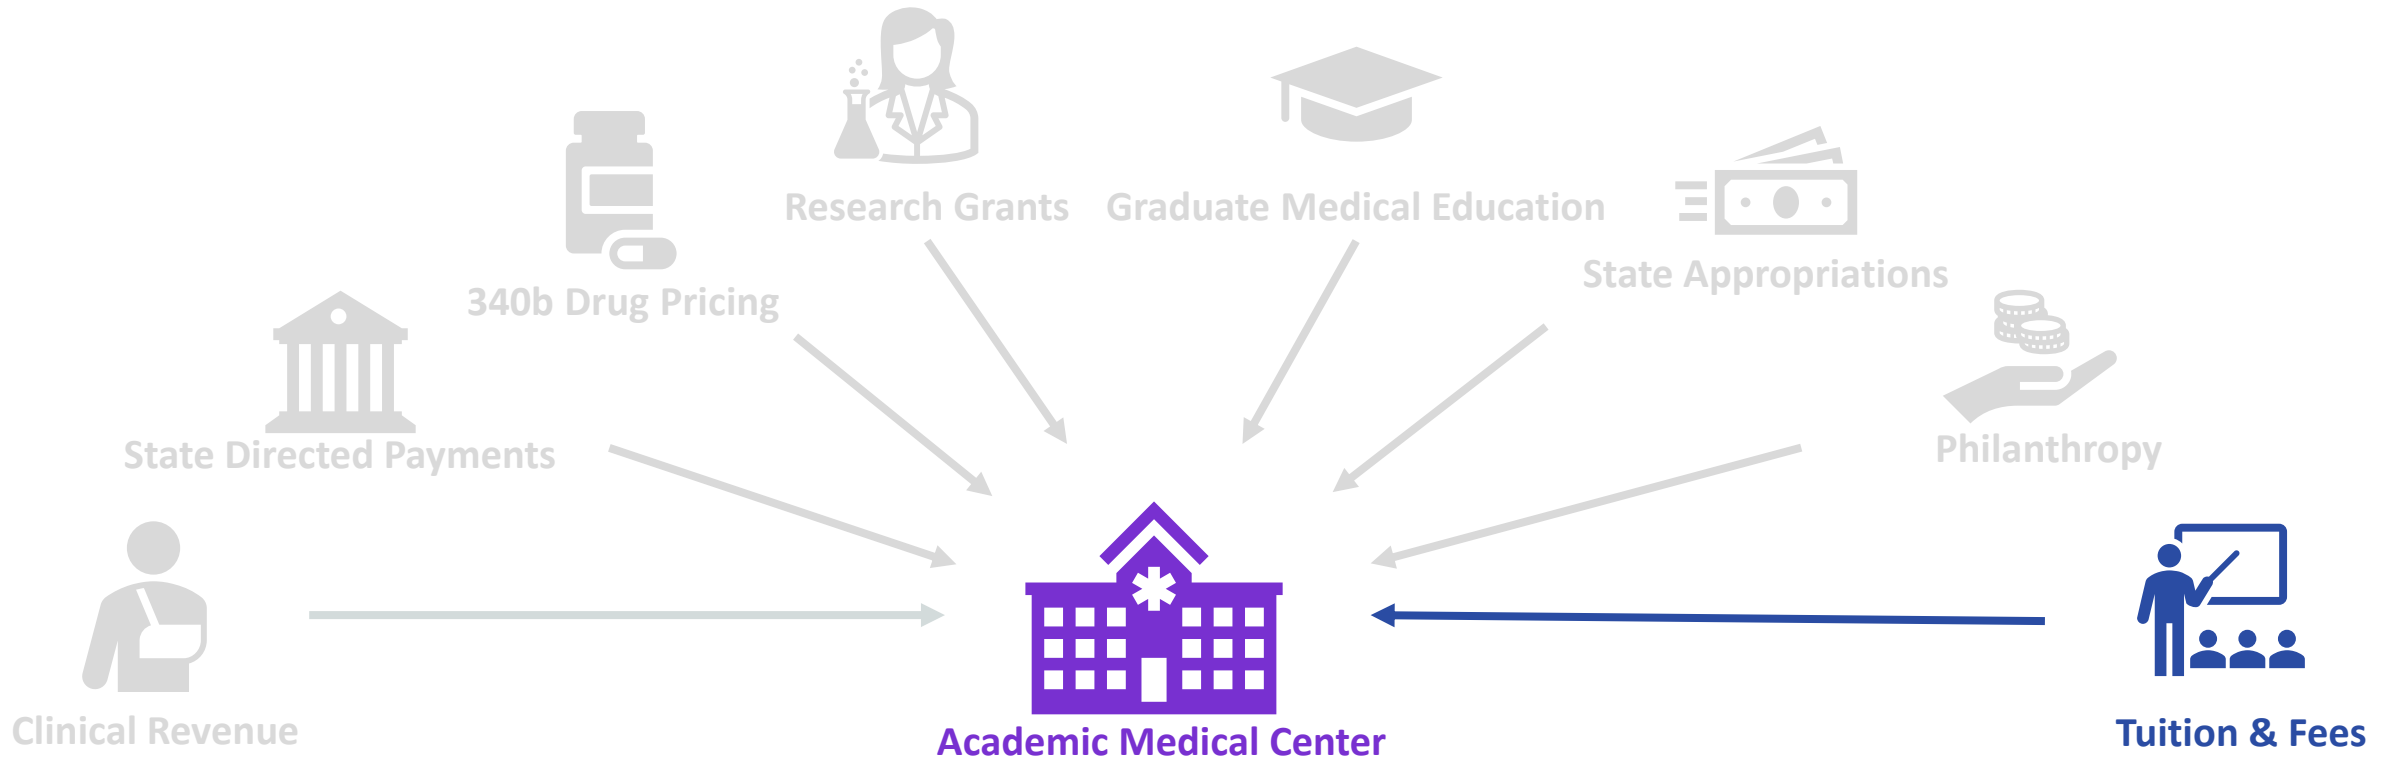 Research Grants
Graduate Medical Education
State Appropriations
340b Drug Pricing
State Directed Payments
Philanthropy
Clinical Revenue
Academic Medical Center
Tuition & Fees